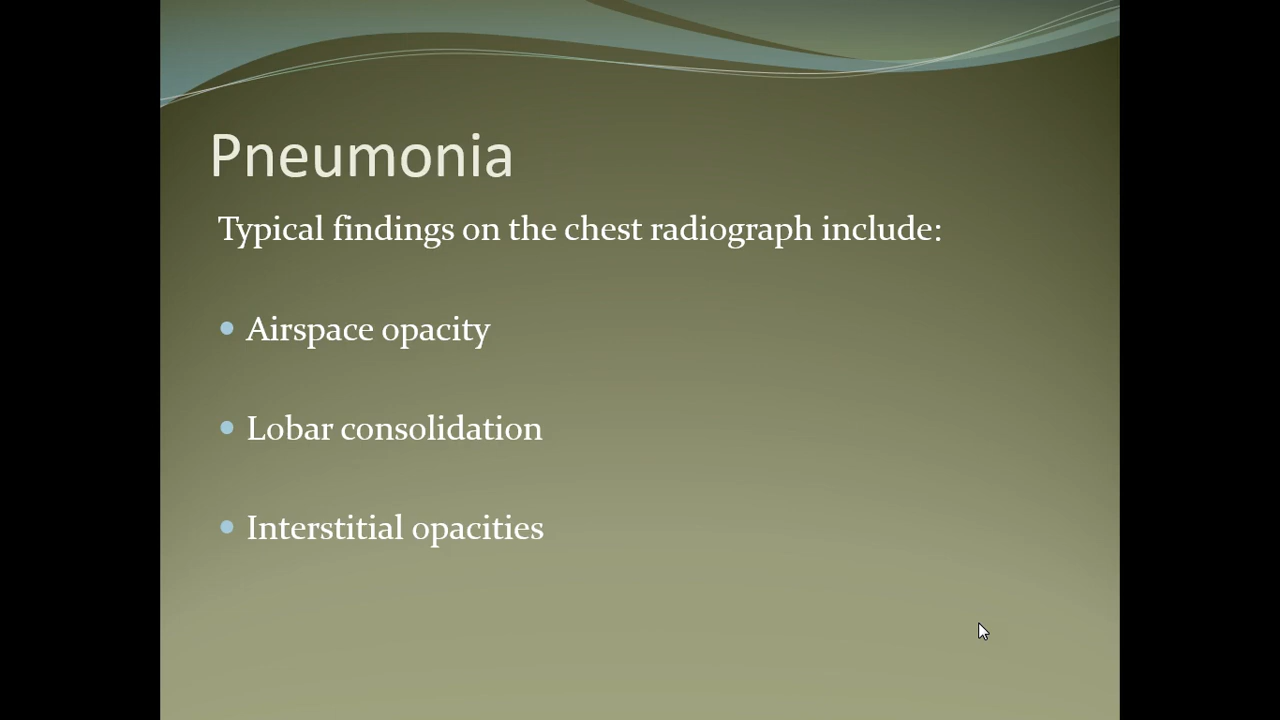 Pneumonia
Typical findings on the chest radiograph include:
Airspace opacity
Lobar consolidation
Interstitial opacities